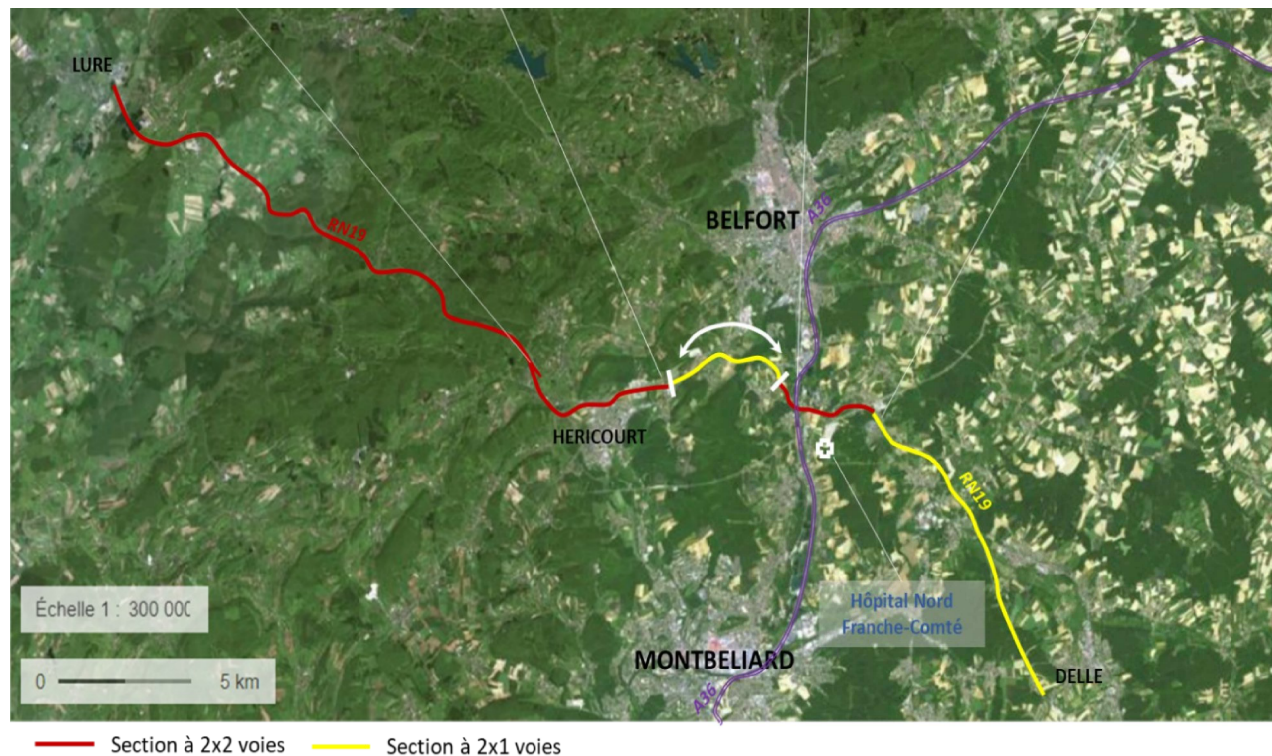 LURE
RN19
BELFORT
A36
HERICOURT
RN19
Hôpital Nord
Franche-Comté
MONTBELIARD
A36
DELLE
Échelle 1 : 300 000
0 5 km
Section à 2x2 voies
Section à 2x1 voies